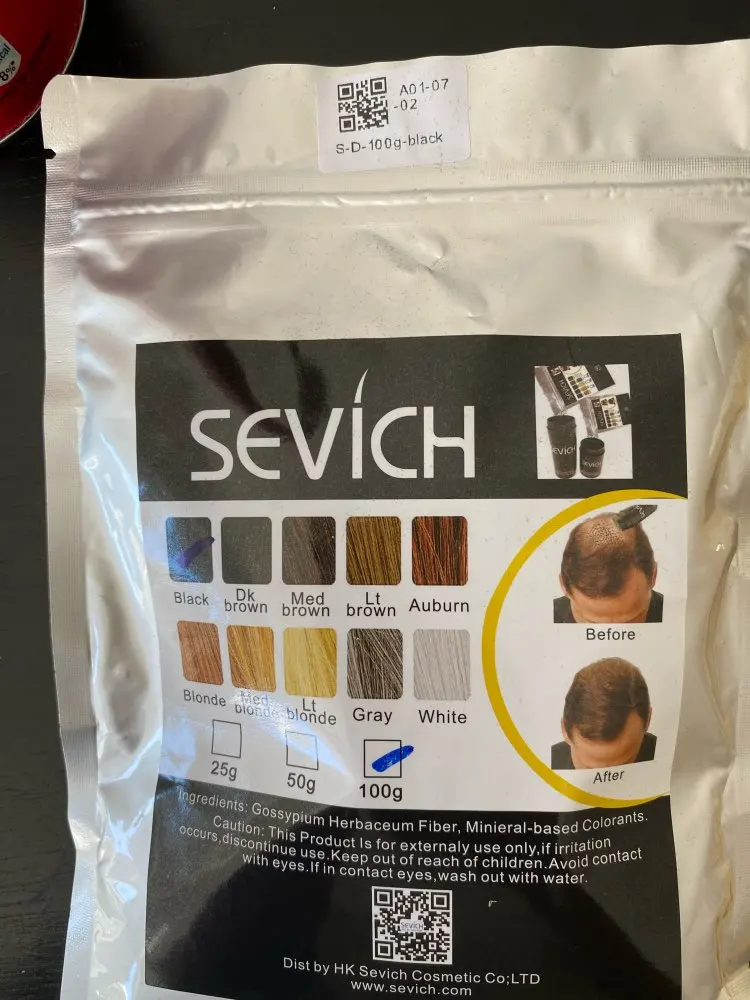 8%
A01-07
-02
S-D-100g-black
SEVICH
SEVICH
Black
Dk
brown
Med
brown
Lt
brown
Auburn
Before
Blonde
Med
blonde
Lt
blonde
Gray
White
25g
50g
100g
After
Ingredients: Gossypium Herbaceum Fiber, Minieral-based Colorants.
Caution: This Product Is for externaly use only,if irritation
occurs,discontinue use.Keep out of reach of children.Avoid contact
with eyes.If in contact eyes,wash out with water.
SEVICH
Dist by HK Sevich Cosmetic Co;LTD
www.sevich.com